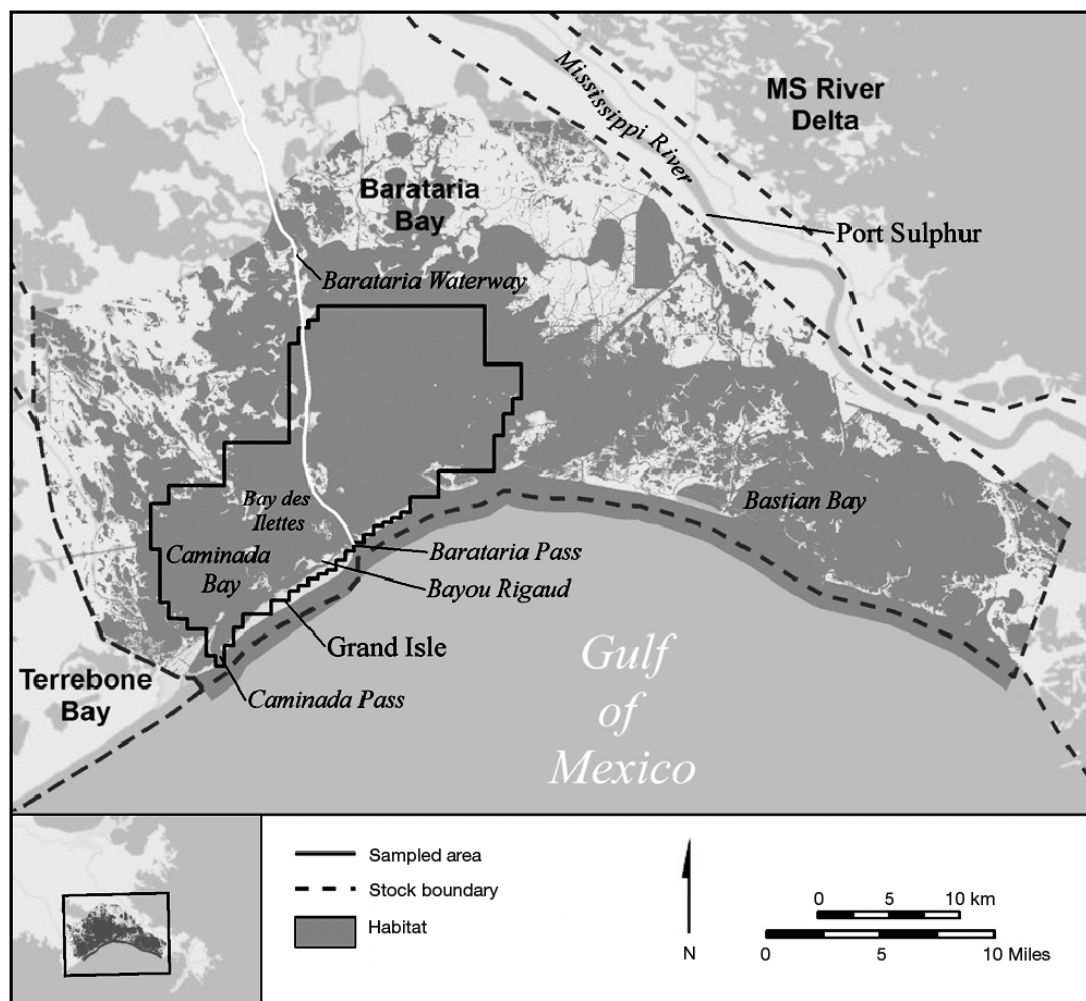 Mississippi River
MS River
Delta
Barataria
Bay
Port Sulphur
Barataria Waterway
Bay des
Ilettes
Bastian Bay
Caminada
Bay
Barataria Pass
Bayou Rigaud
Grand Isle
Terrebone
Bay
Caminada Pass
Gulf
of
Mexico
Sampled area
Stock boundary
Habitat
N
0 5 10 km
0 5 10 Miles